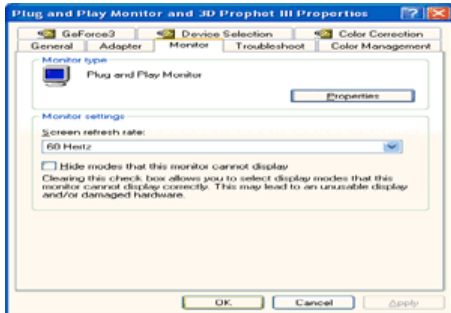 Plug and Play Monitor and 3D Prophet III Properties
GeForce3 Device Selection Color Correction
General Adapter Monitor Troubleshoot Color Management
Monitor type
Plug and Play Monitor
Properties
Monitor settings
Screen refresh rate:
60 Hertz
Hide modes that this monitor cannot display
Clearing this check box allows you to select display modes that this
monitor cannot display correctly. This may lead to an unusable display
and/or damaged hardware.
OK Cancel Apply